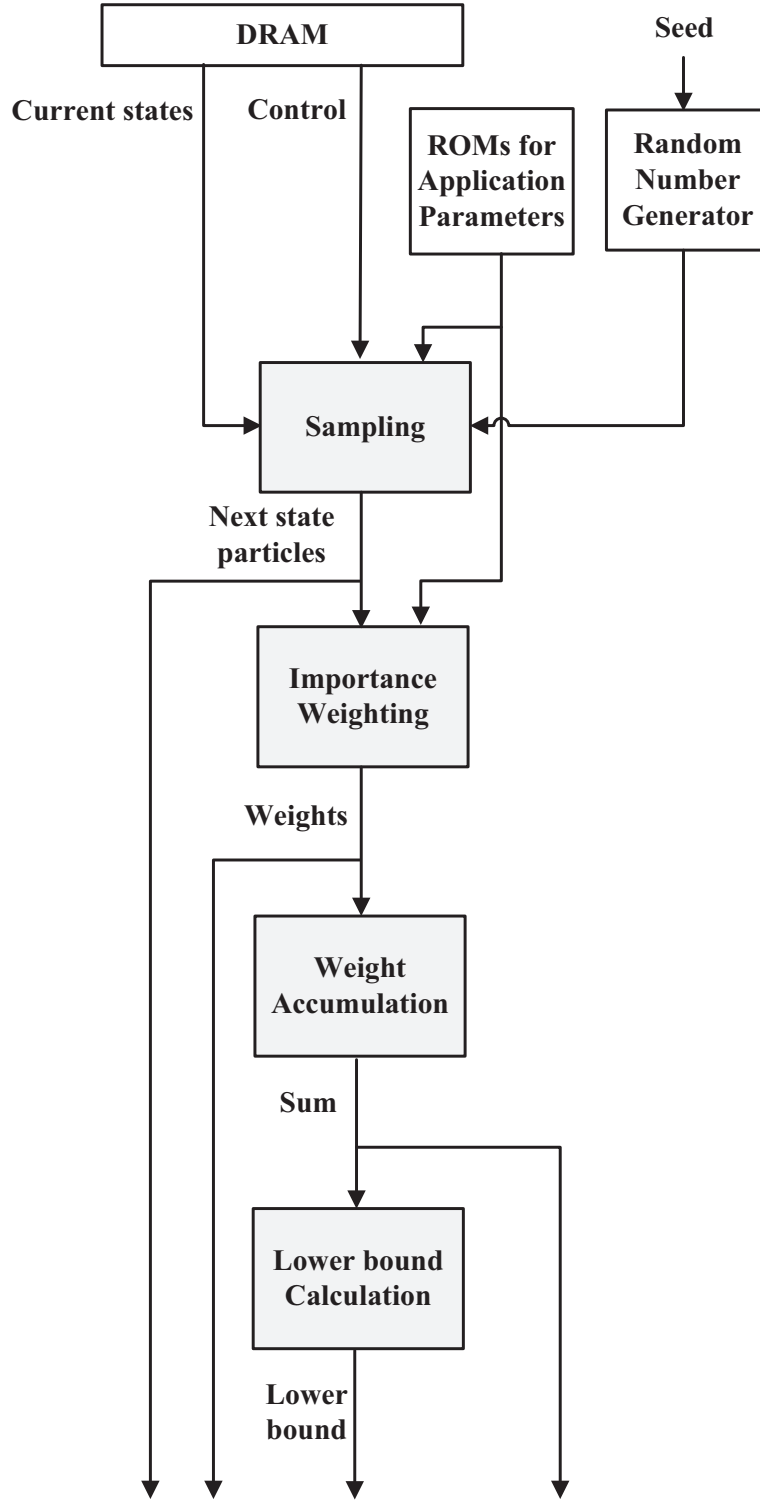 DRAM
Seed
Current states
Control
ROMs for
Application
Parameters
Random
Number
Generator
Sampling
Next state
particles
Importance
Weighting
Weights
Weight
Accumulation
Sum
Lower bound
Calculation
Lower
bound